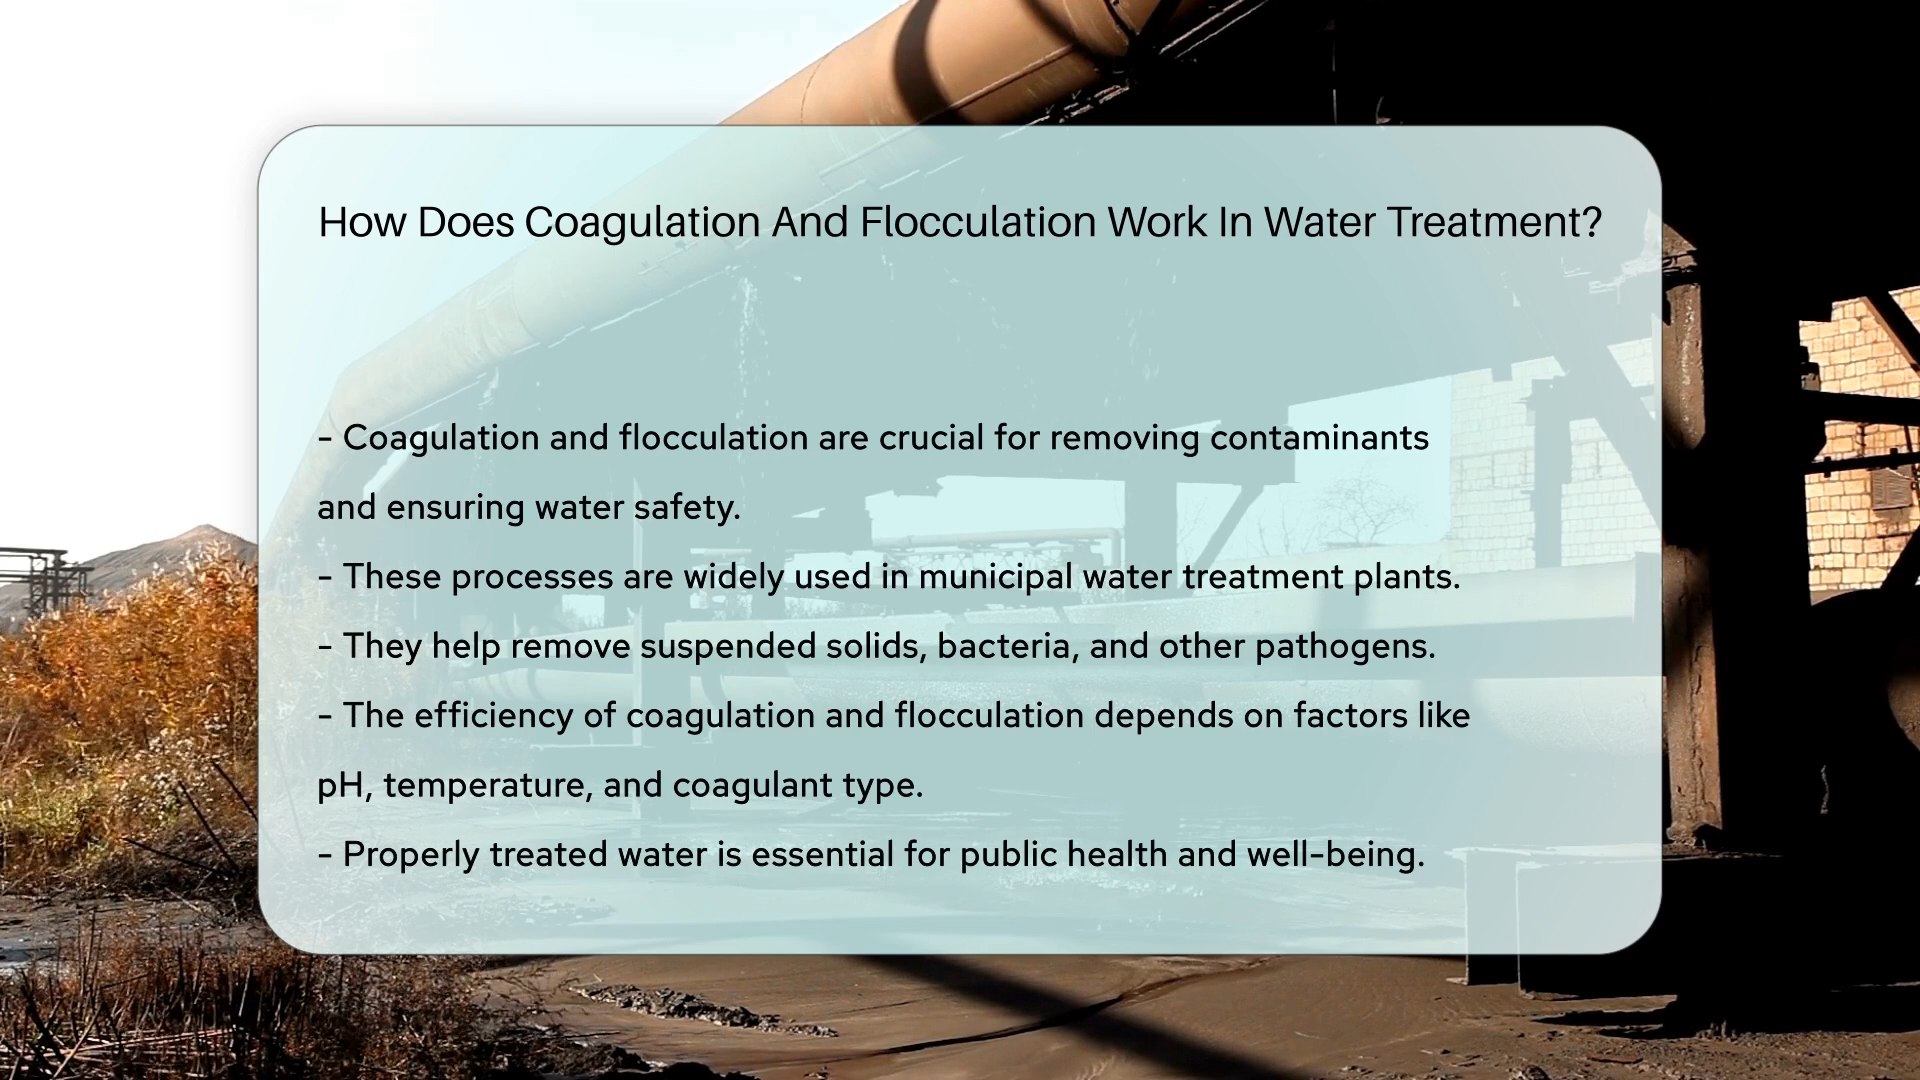 How Does Coagulation And Flocculation Work In Water Treatment?
- Coagulation and flocculation are crucial for removing contaminants
and ensuring water safety.
- These processes are widely used in municipal water treatment plants.
- They help remove suspended solids, bacteria, and other pathogens.
- The efficiency of coagulation and flocculation depends on factors like
pH, temperature, and coagulant type.
- Properly treated water is essential for public health and well-being.